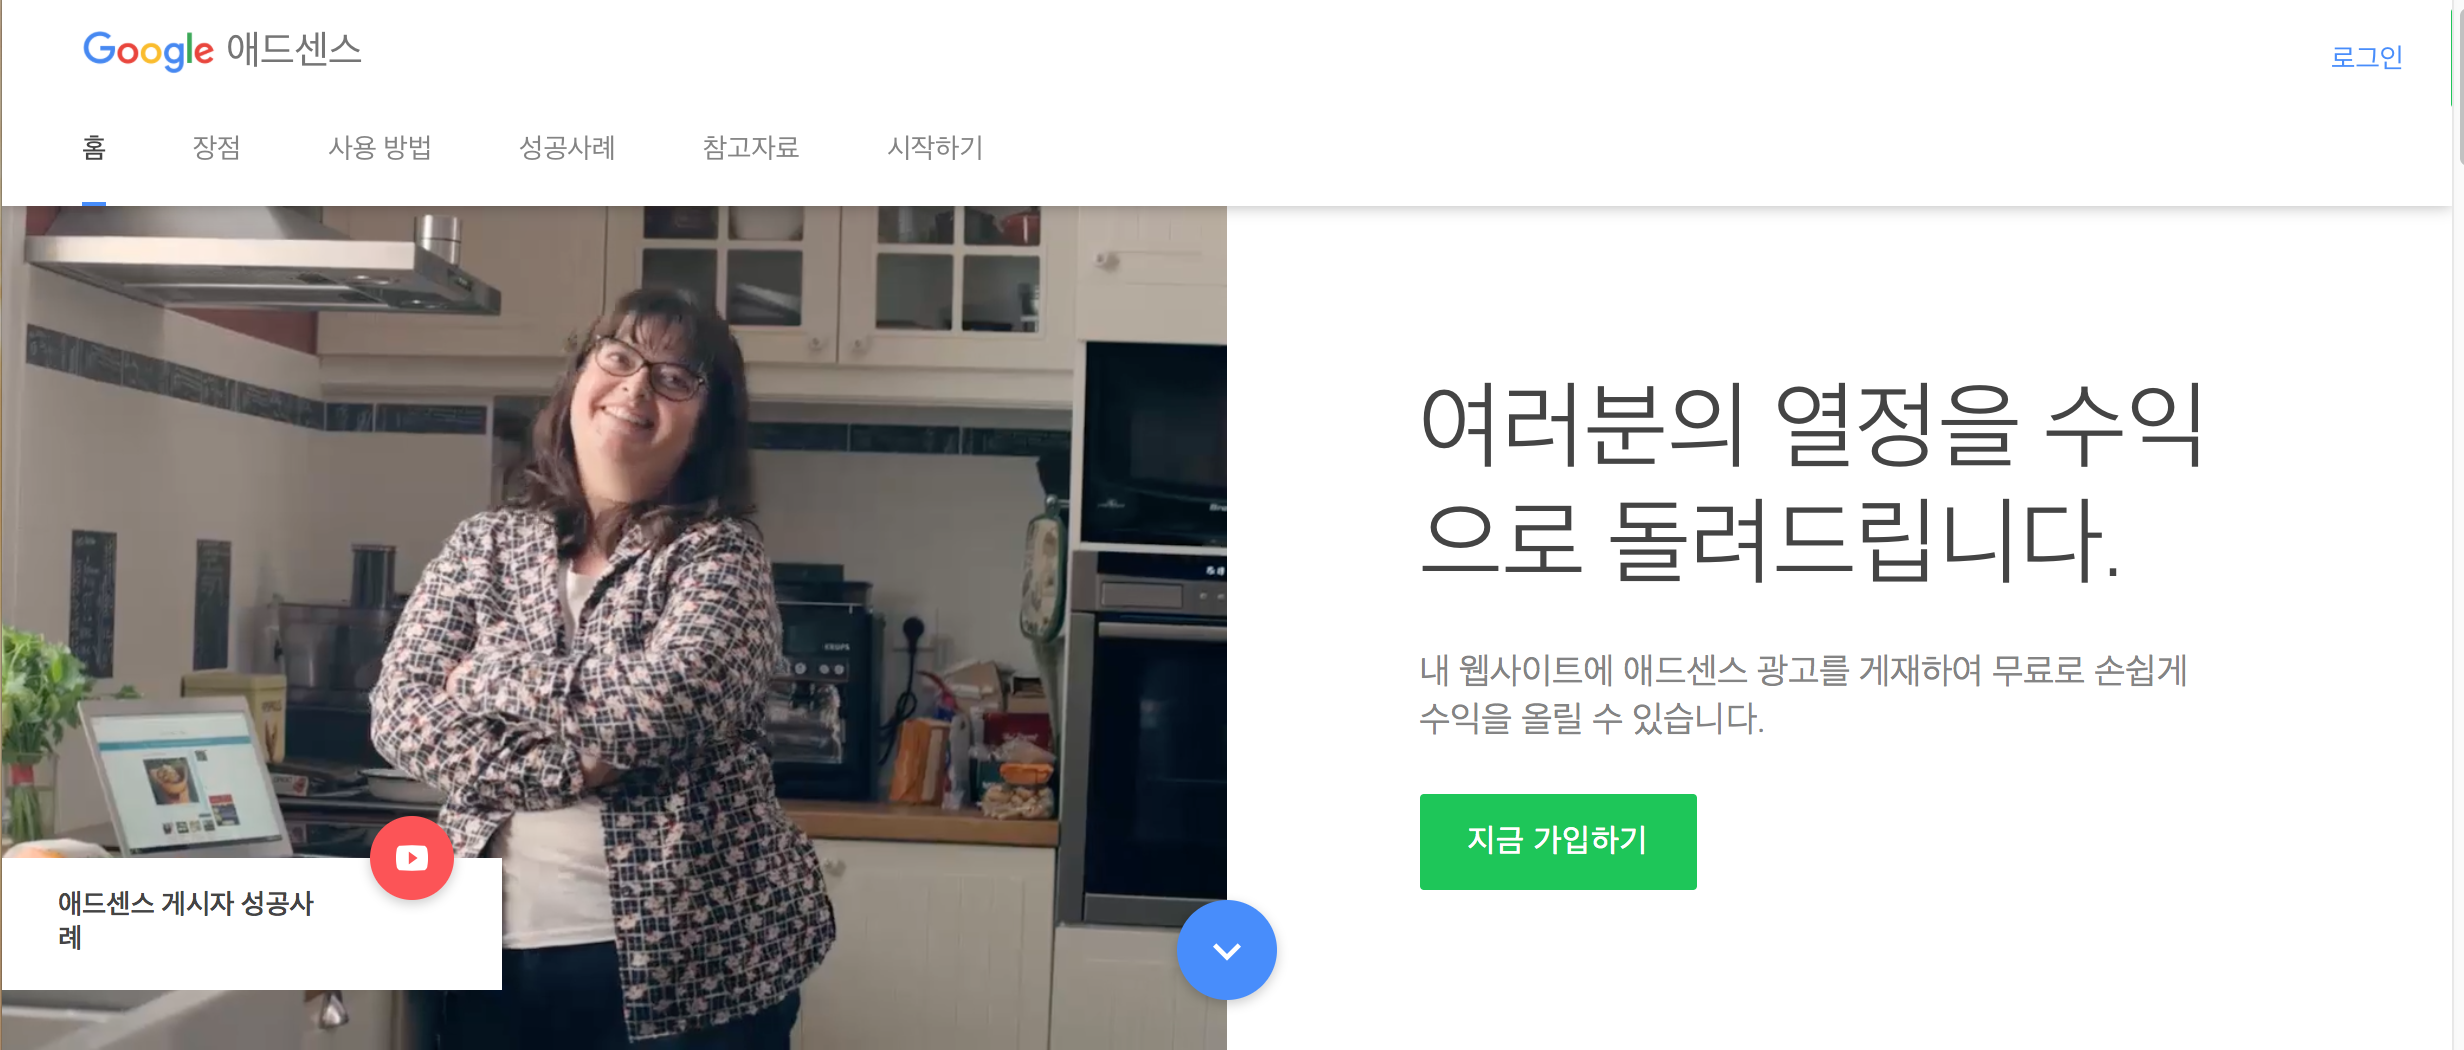 Google 애드센스
로그인
홈 장점 사용 방법 성공사례 참고자료 시작하기
여러분의 열정을 수익
으로 돌려드립니다.
내 웹사이트에 애드센스 광고를 게재하여 무료로 손쉽게
수익을 올릴 수 있습니다.
지금 가입하기
애드센스 게시자 성공사
례
KRUPS